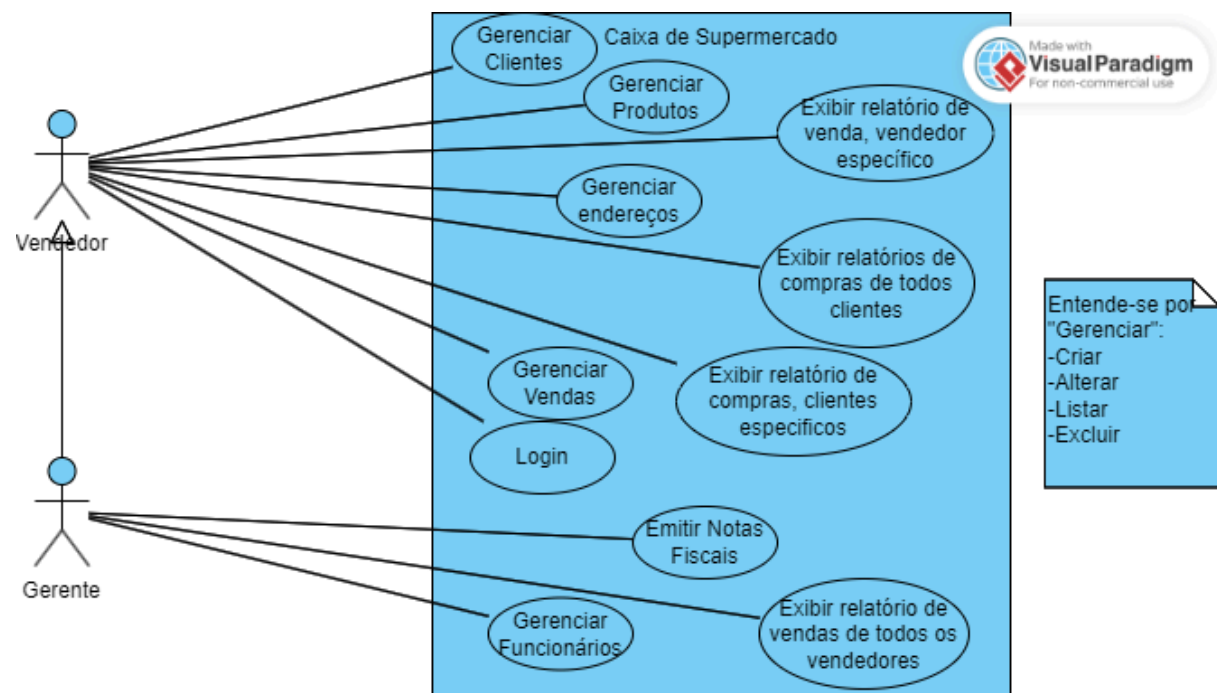 Gerenciar
Clientes
Caixa de Supermercado
Made with
VisualParadigm
For non-commercial use
Gerenciar
Produtos
Exibir relatório de
venda, vendedor
específico
Gerenciar
endereços
Vendedor
Exibir relatórios de
compras de todos
clientes
Entende-se por
"Gerenciar":
-Criar
-Alterar
-Listar
-Excluir
Gerenciar
Vendas
Exibir relatório de
compras, clientes
especificos
Login
Emitir Notas
Fiscais
Gerente
Gerenciar
Funcionários
Exibir relatório de
vendas de todos os
vendedores